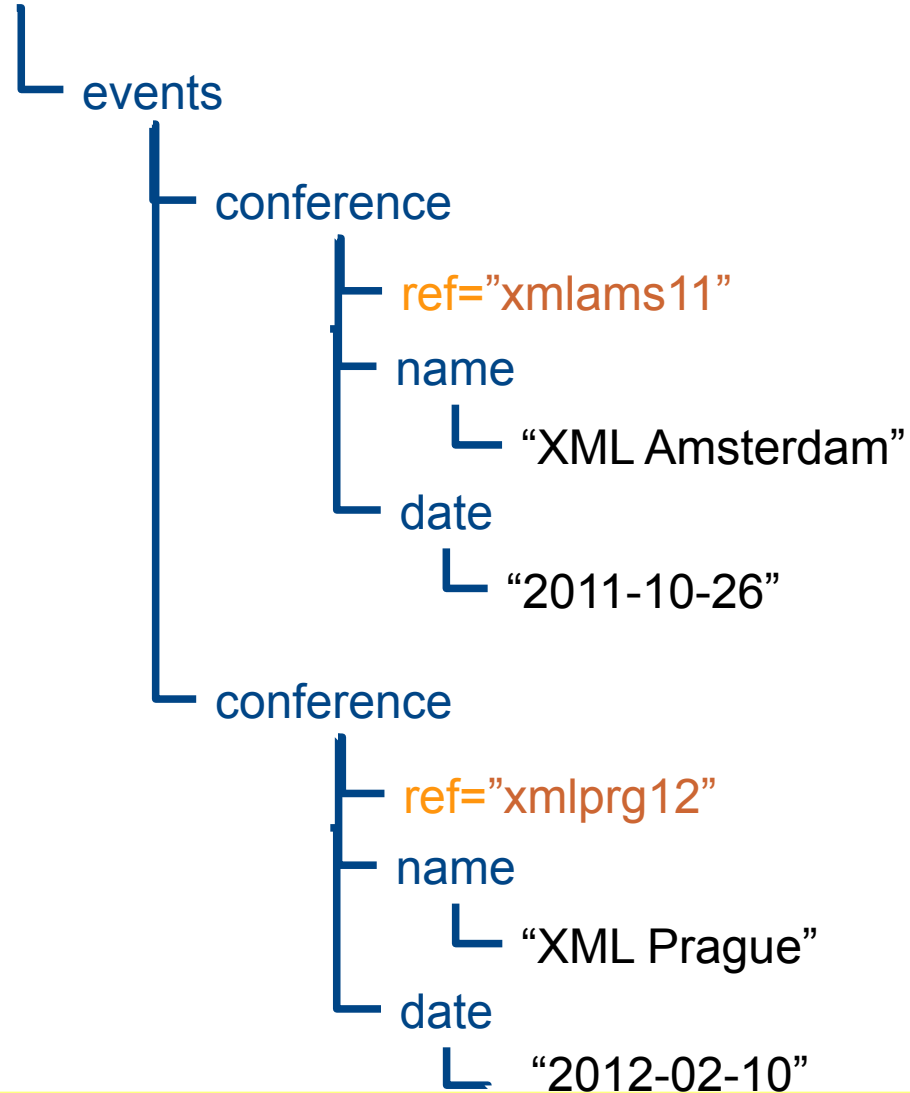 events
conference
ref=”xmlams11”
name
“XML Amsterdam”
date
“2011-10-26”
conference
ref=”xmlprg12”
name
“XML Prague”
date
“2012-02-10”